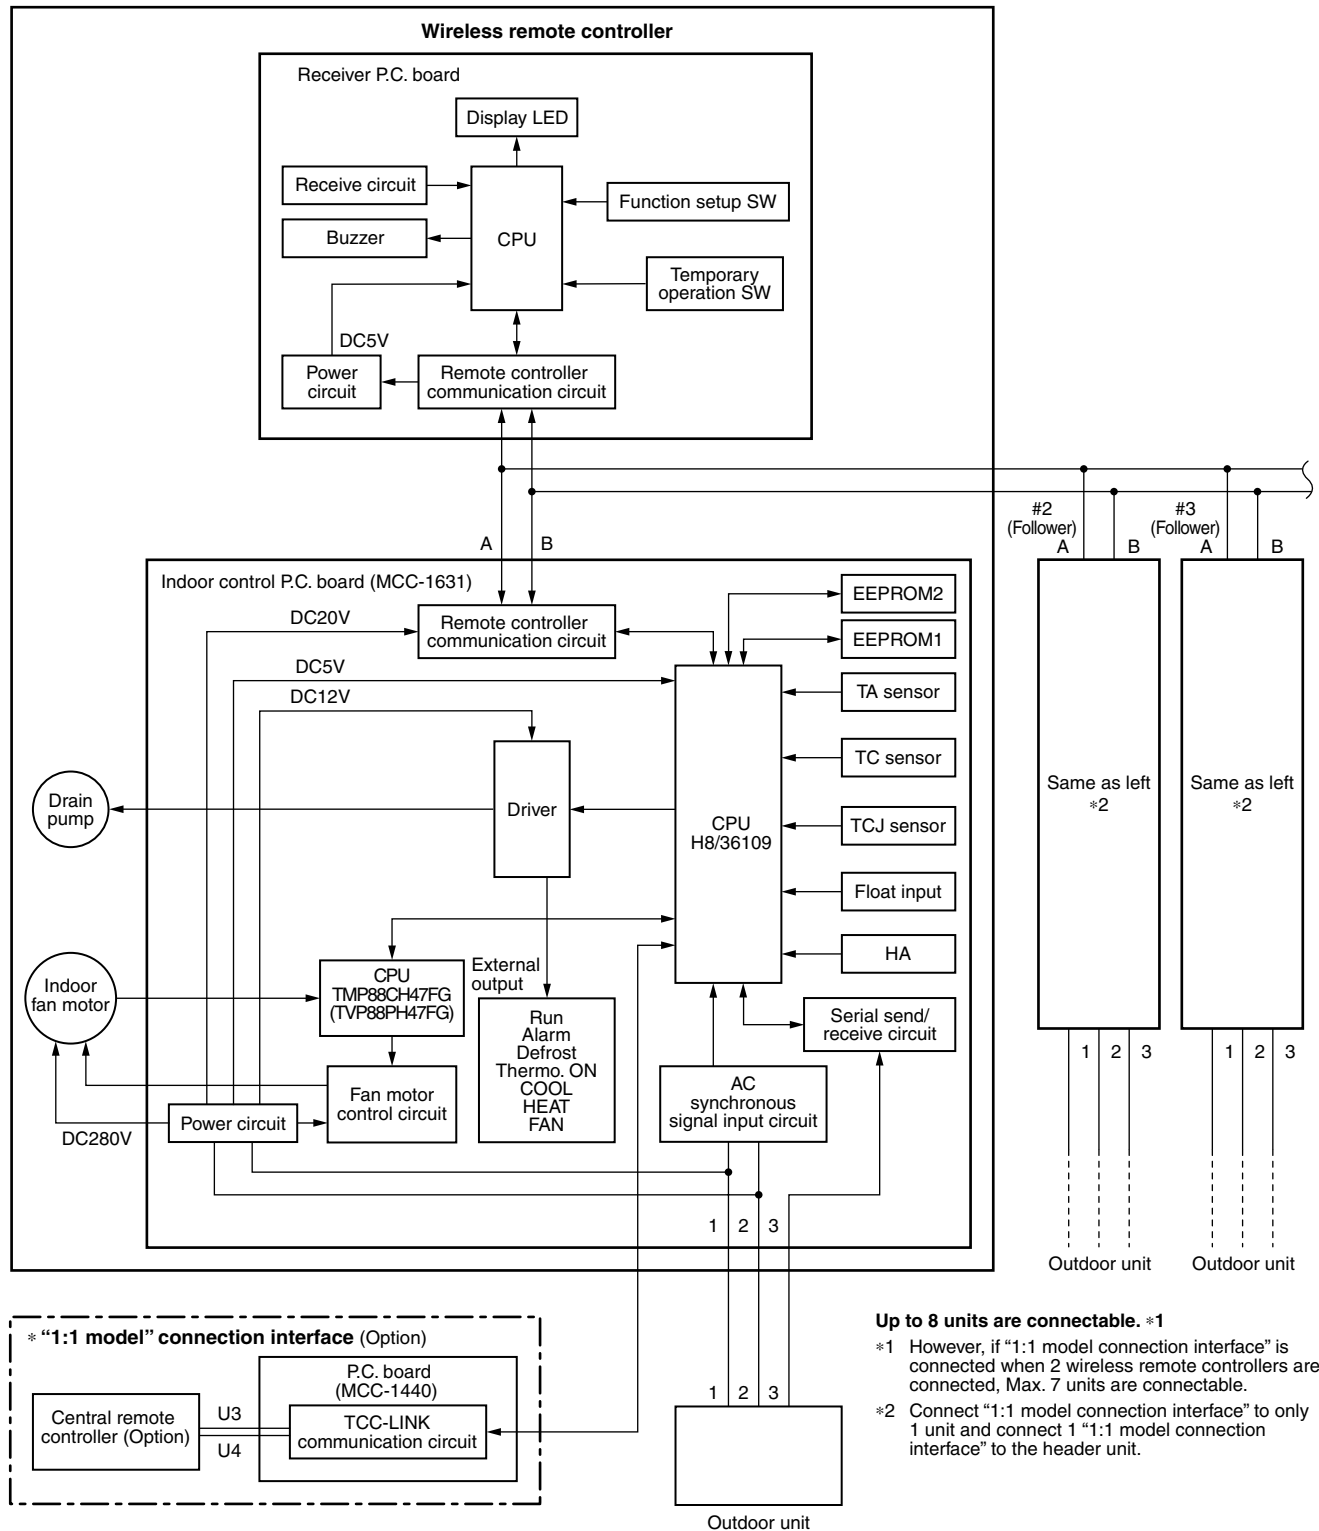 Wireless remote controller
Receiver P.C. board
Display LED
Receive circuit
Function setup SW
Buzzer
CPU
Temporary
operation SW
DC5V
Power
circuit
Remote controller
communication circuit
#2
(Follower)
#3
(Follower)
A
B
A
B
A
B
Indoor control P.C. board (MCC-1631)
DC20V
Remote controller
communication circuit
EEPROM2
EEPROM1
DC5V
TA sensor
DC12V
TC sensor
Drain
pump
Driver
CPU
H8/36109
TCJ sensor
Same as left
*2
Same as left
*2
Float input
HA
Indoor
fan motor
CPU
TMP88CH47FG
(TVP88PH47FG)
External
output
Run
Alarm
Defrost
Thermo. ON
COOL
HEAT
FAN
Serial send/
receive circuit
Fan motor
control circuit
AC
synchronous
signal input circuit
Power circuit
DC280V
1
2
3
1
2
3
1
2
3
Outdoor unit
Outdoor unit
* “1:1 model” connection interface (Option)
P.C. board
(MCC-1440)
Central remote
controller (Option)
U3
U4
TCC-LINK
communication circuit
1
2
3
Outdoor unit
Up to 8 units are connectable. *1
*1 However, if “1:1 model connection interface” is
connected when 2 wireless remote controllers are
connected, Max. 7 units are connectable.
*2 Connect “1:1 model connection interface” to only
1 unit and connect 1 “1:1 model connection
interface” to the header unit.